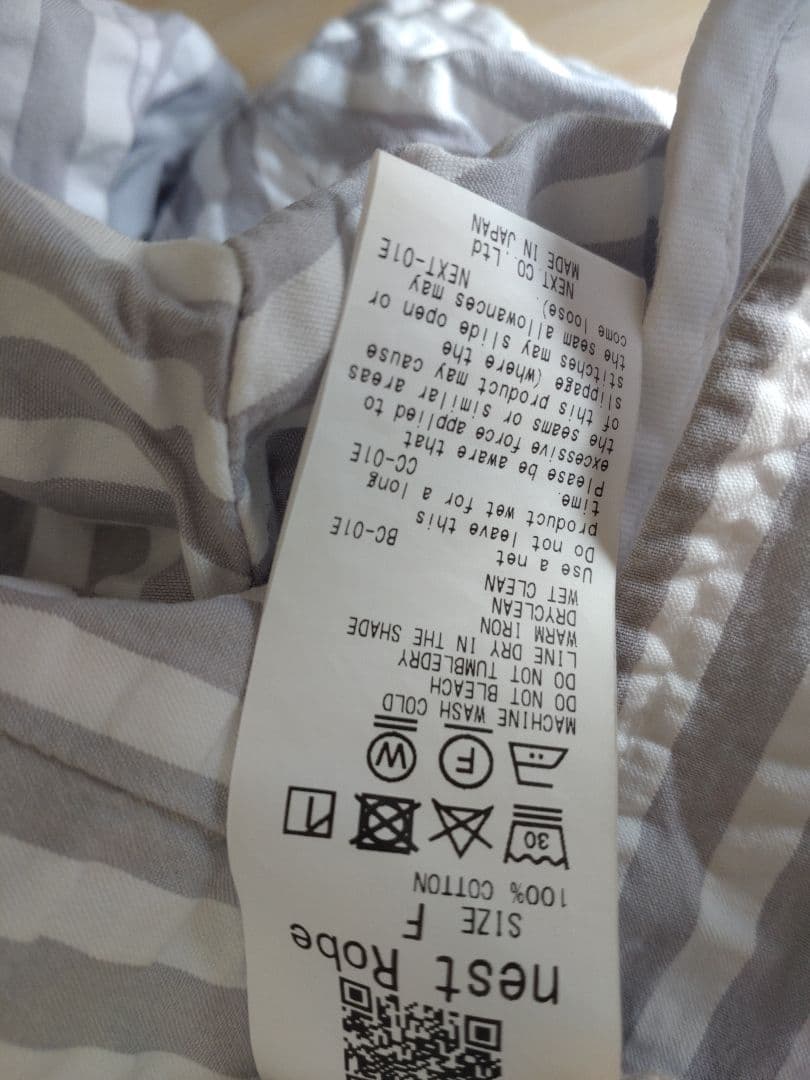 nest Robe
SIZE F
100% COTTON
30
F
W
MACHINE WASH COLD
DO NOT BLEACH
DO NOT TUMBLEDRY
LINE DRY IN THE SHADE
WARM IRON
DRYCLEAN
WET CLEAN
Use a net
BC-01E
Do not leave this
product wet for a long
time
CC-01E
Please be aware that
excessive force applied to
the seams or similar areas
of this product may cause
slippage (where the
stitches may slide open or
the seam allowances may
come loose).
NEXT-01E
NEXT CO.,Ltd
MADE IN JAPAN